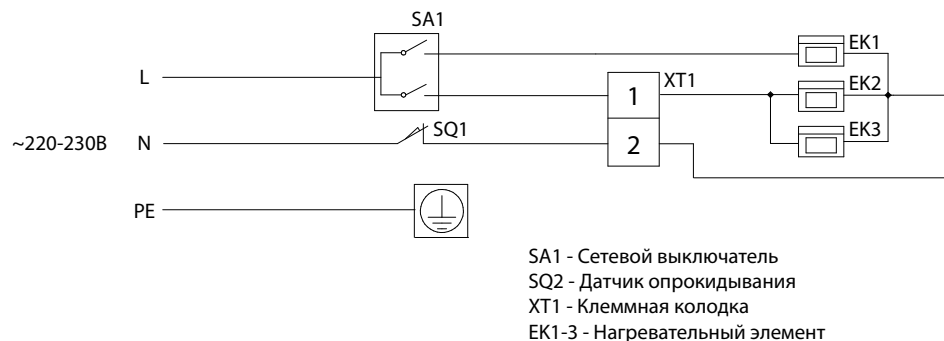 SA1
EK1
L
1
XT1
EK2
~220-230В
N
SQ1
2
EK3
PE
SA1 - Сетевой выключатель
SQ2 - Датчик опрокидывания
XT1 - Клеммная колодка
EK1-3 - Нагревательный элемент